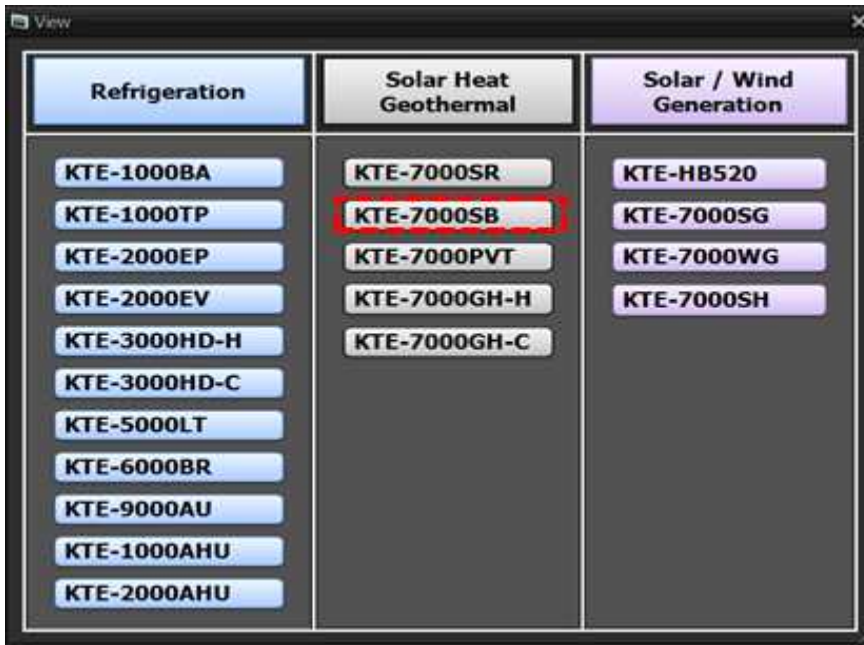 View
Refrigeration
KTE-1000BA
KTE-1000TP
KTE-2000EP
KTE-2000EV
KTE-3000HD-H
KTE-3000HD-C
KTE-5000LT
KTE-6000BR
KTE-9000AU
KTE-1000AHU
KTE-2000AHU
Solar Heat
Geothermal
KTE-7000SR
KTE-7000SB
KTE-7000PVT
KTE-7000GH-H
KTE-7000GH-C
Solar / Wind
Generation
KTE-HB520
KTE-7000SG
KTE-7000WG
KTE-7000SH